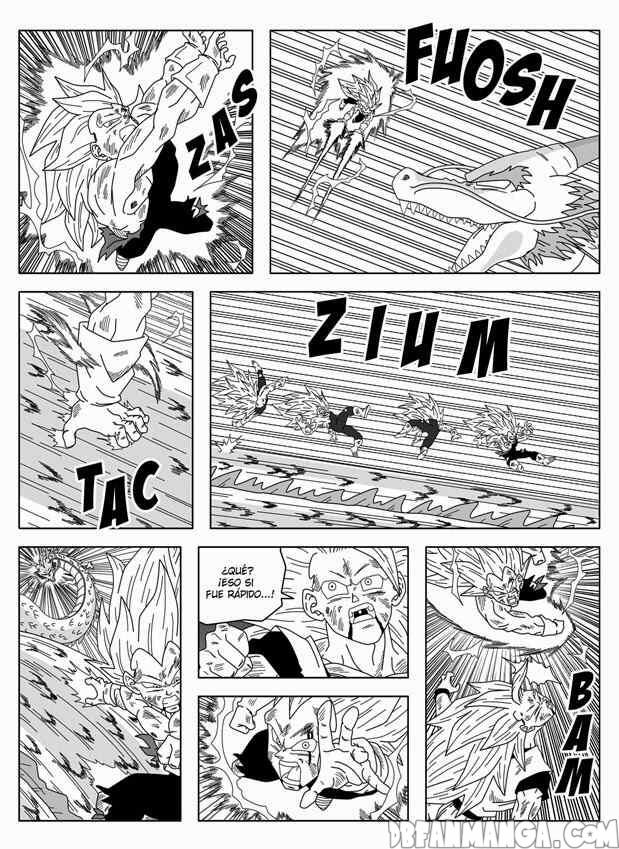 ZAS
FUOSH
TAC
ZIUM
¿QUÉ?
¡ESO SI
FUE RÁPIDO...!
BAM
DBFANMANGA.COM